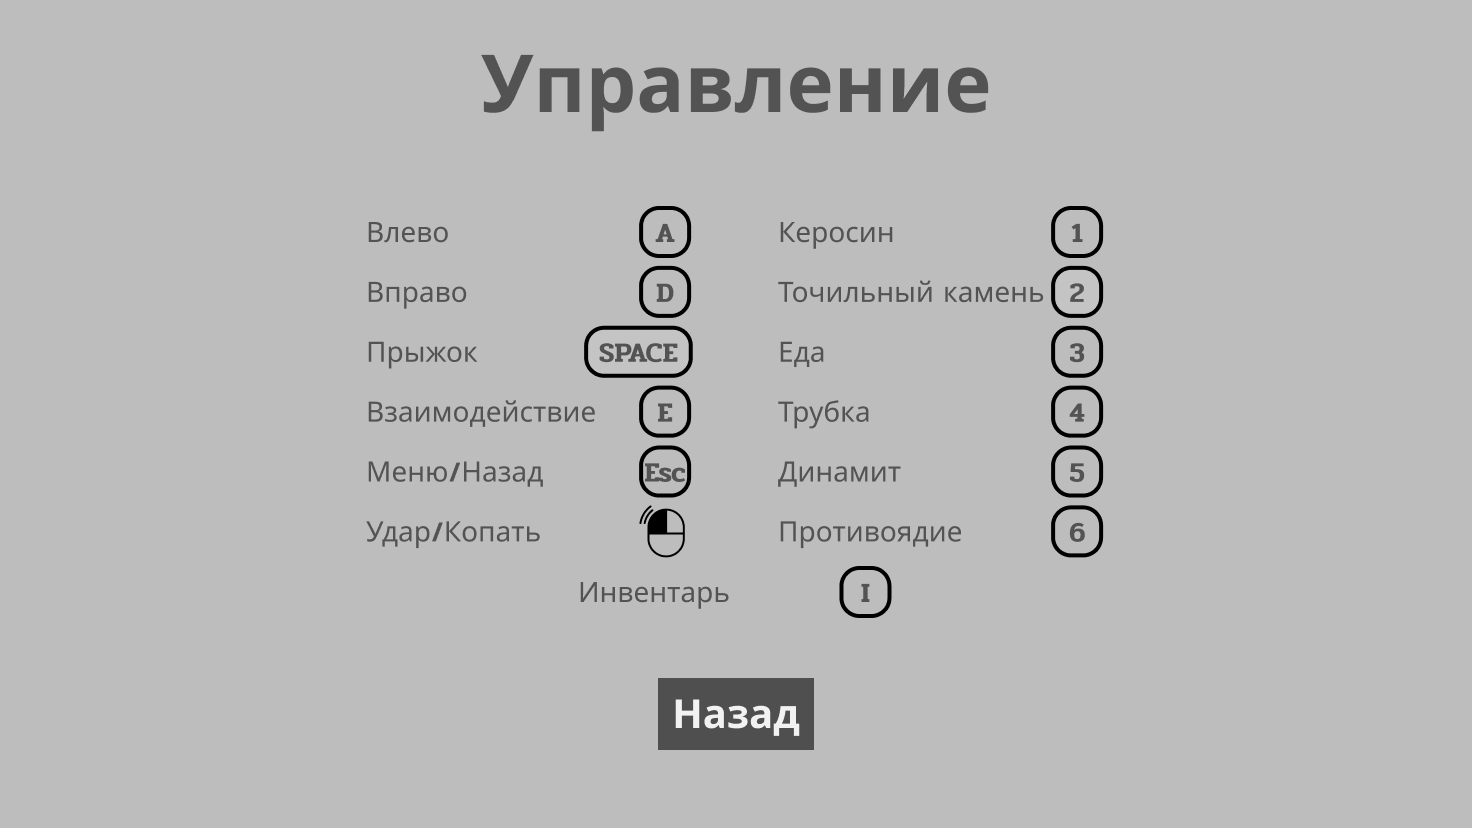 Управление
Влево A Керосин 1
Вправо D Точильный камень 2
Прыжок SPACE Еда 3
Взаимодействие E Трубка 4
Меню/Назад Esc Динамит 5
Удар/Копать Противоядие 6
Инвентарь I
Назад